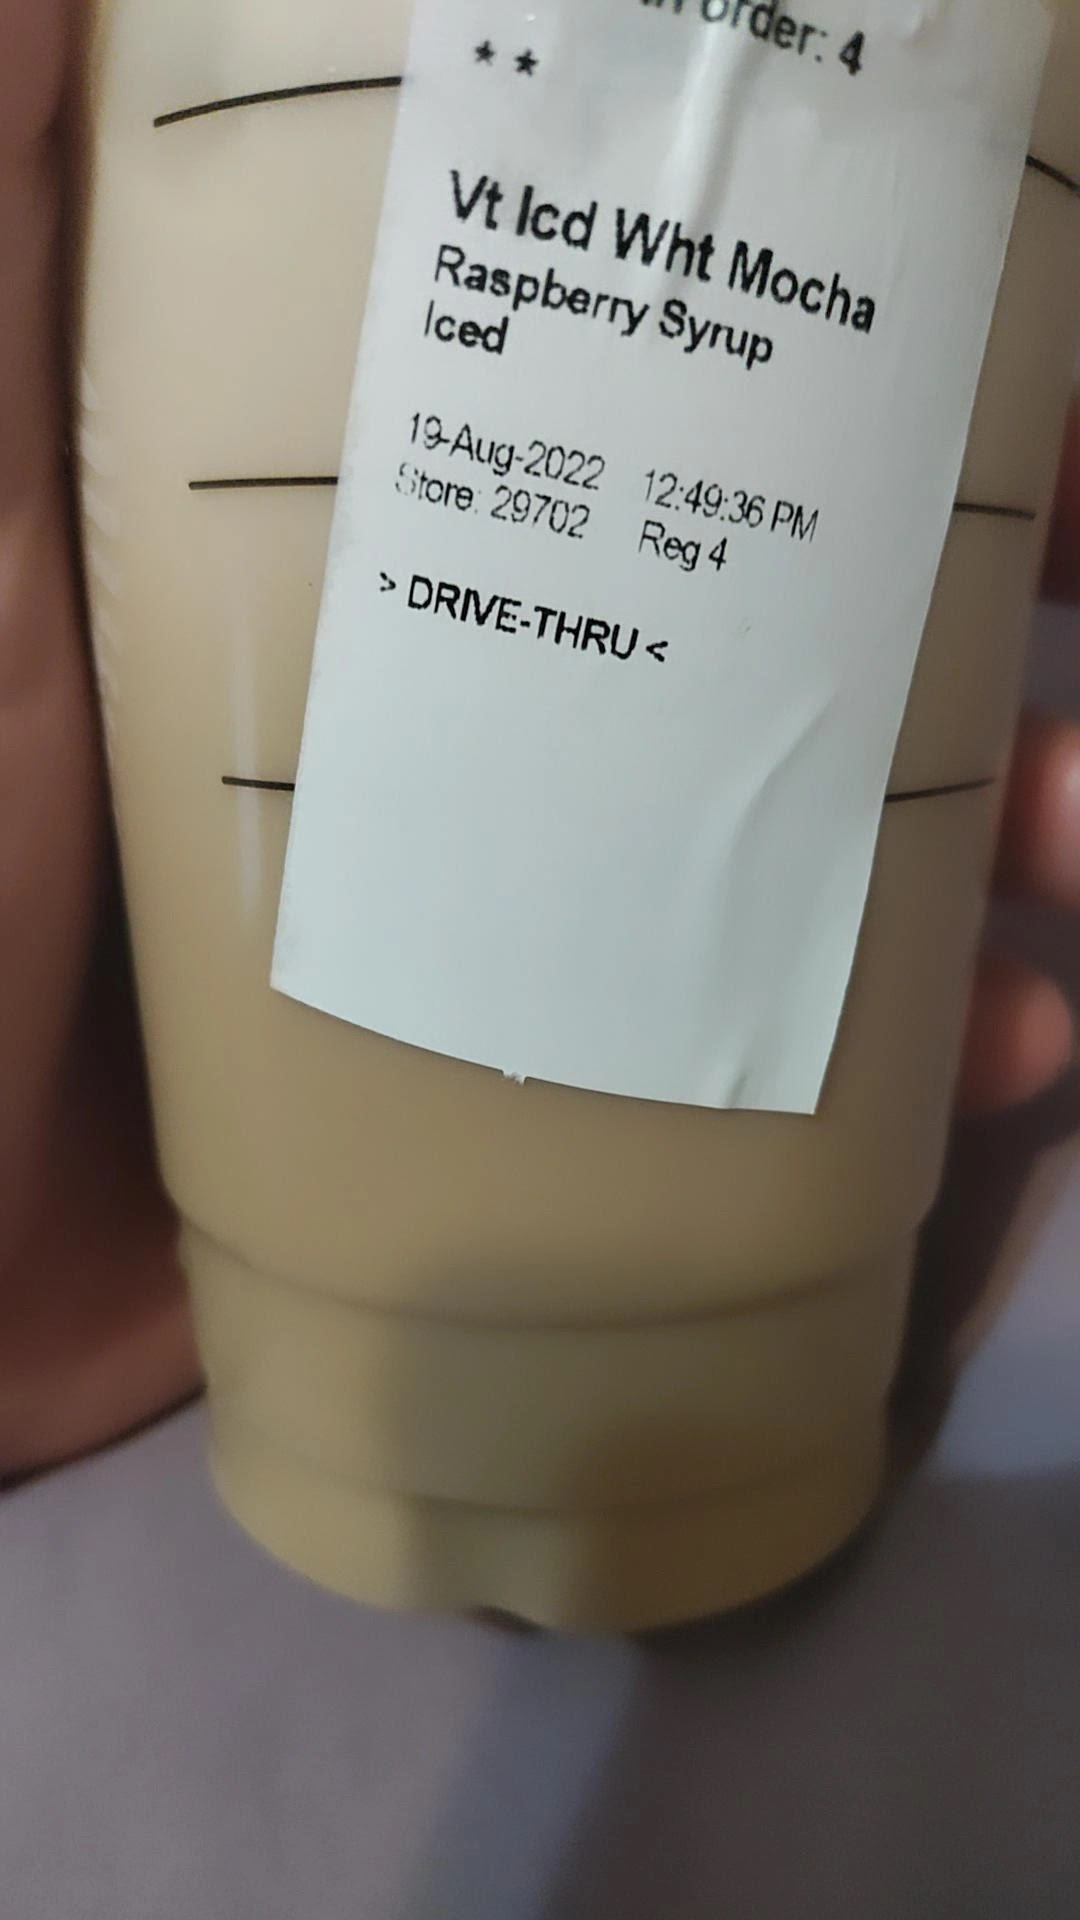 order: 4
* *
Vt Icd Wht Mocha
Raspberry Syrup
Iced
19-Aug-2022 12:49:36 PM
Store: 29702 Reg 4
> DRIVE-THRU <